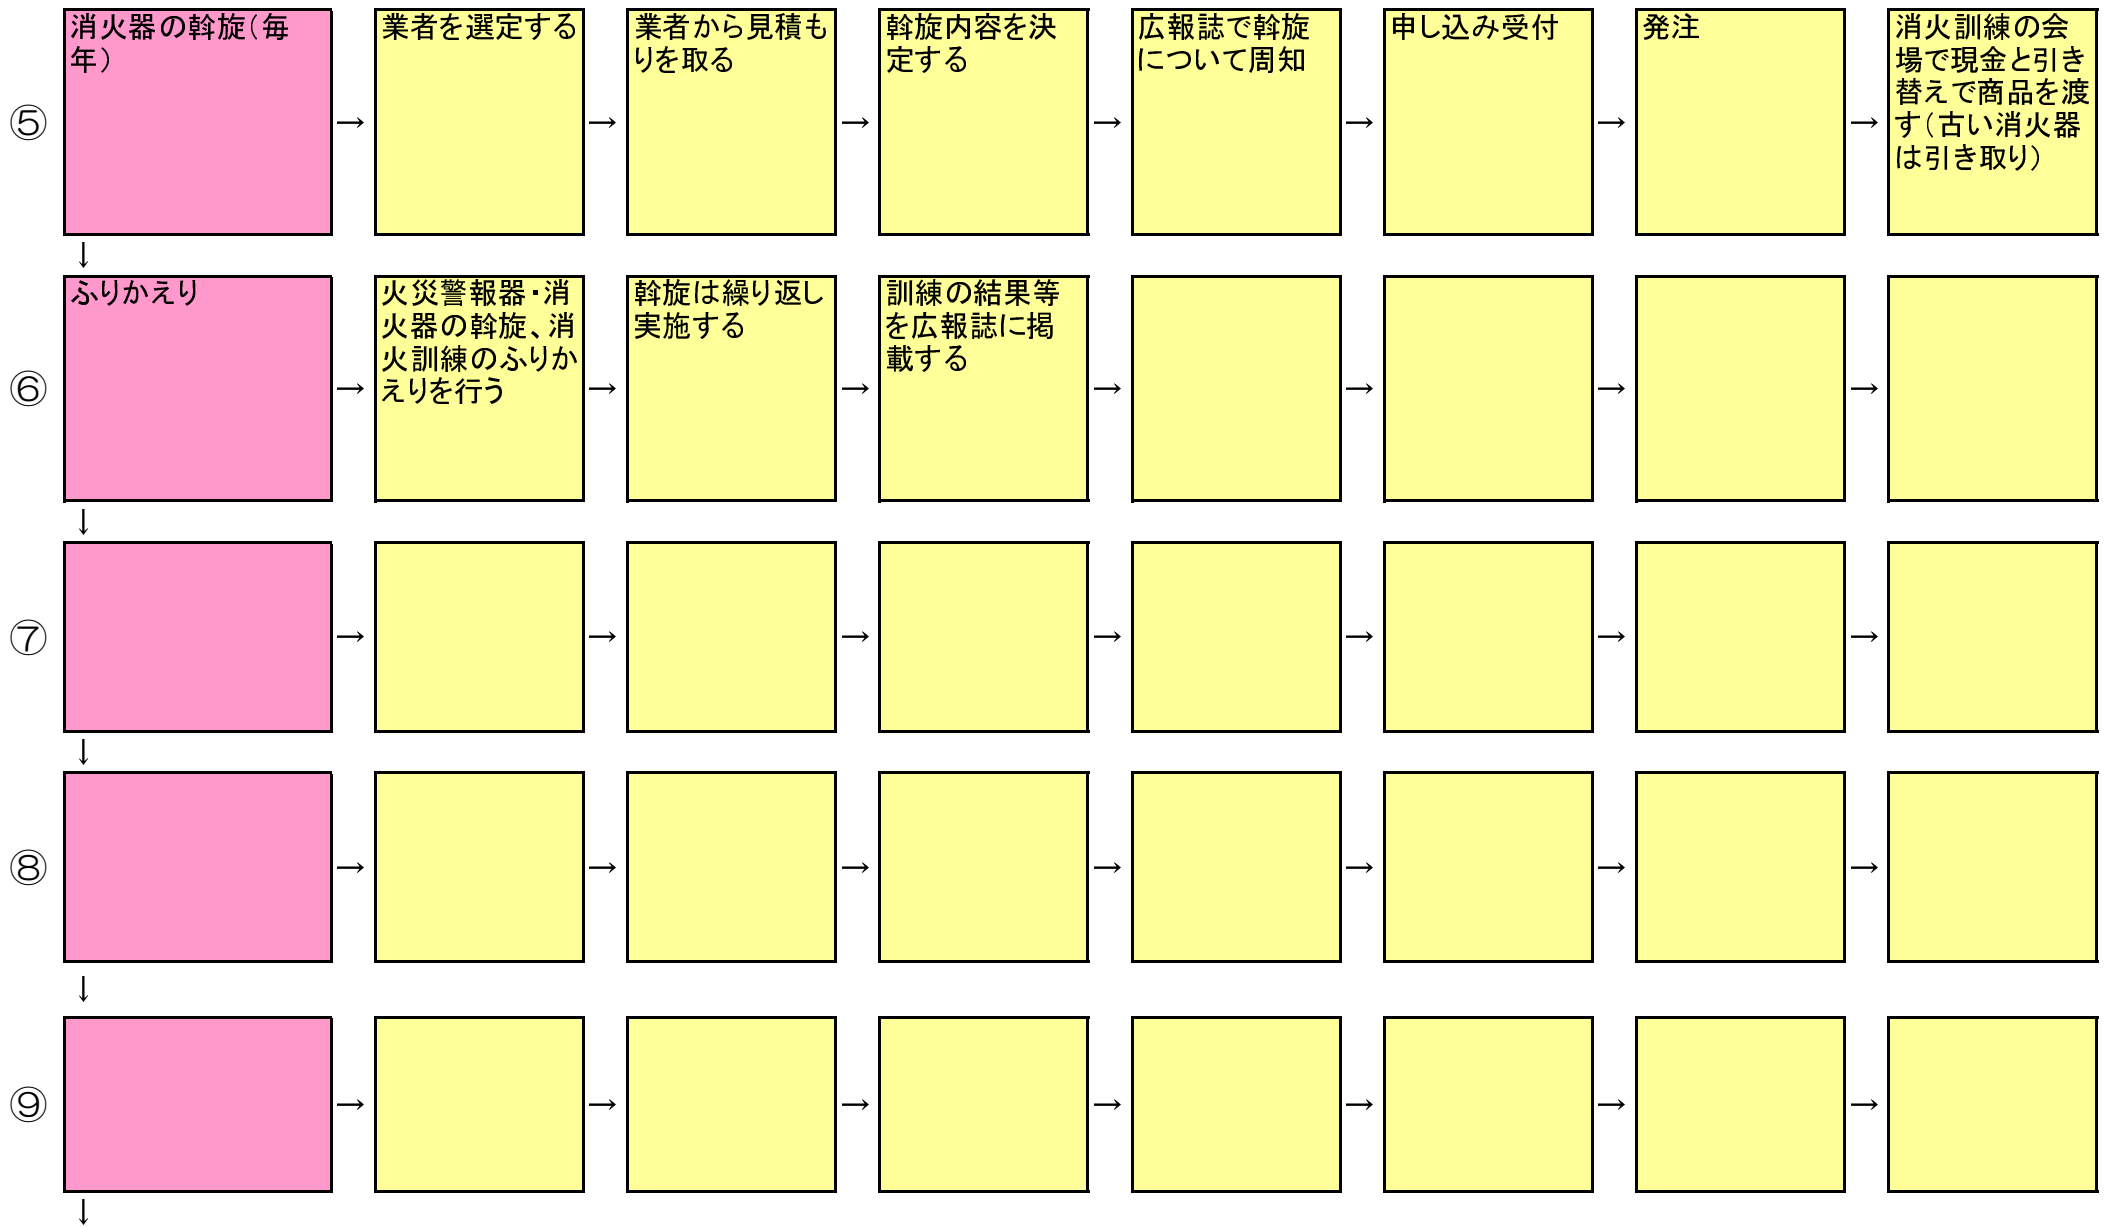 ⑤
消火器の斡旋（毎
年）
→
業者を選定する
→
業者から見積も
りを取る
→
斡旋内容を決
定する
→
広報誌で斡旋
について周知
→
申し込み受付
→
発注
→
消火訓練の会
場で現金と引き
替えで商品を渡
す（古い消火器
は引き取り）
↓
⑥
ふりかえり
→
火災警報器・消
火器の斡旋、消
火訓練のふりか
えりを行う
→
斡旋は繰り返し
実施する
→
訓練の結果等
を広報誌に掲
載する
→
→
→
→
↓
⑦
→
→
→
→
→
→
→
↓
⑧
→
→
→
→
→
→
→
↓
⑨
→
→
→
→
→
→
→
↓